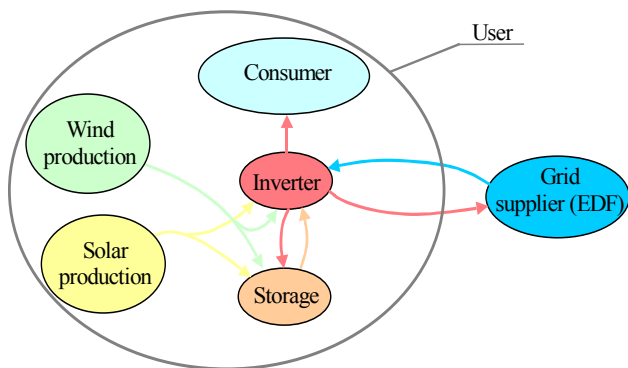 User
Consumer
Wind
production
Inverter
Grid
supplier (EDF)
Solar
production
Storage